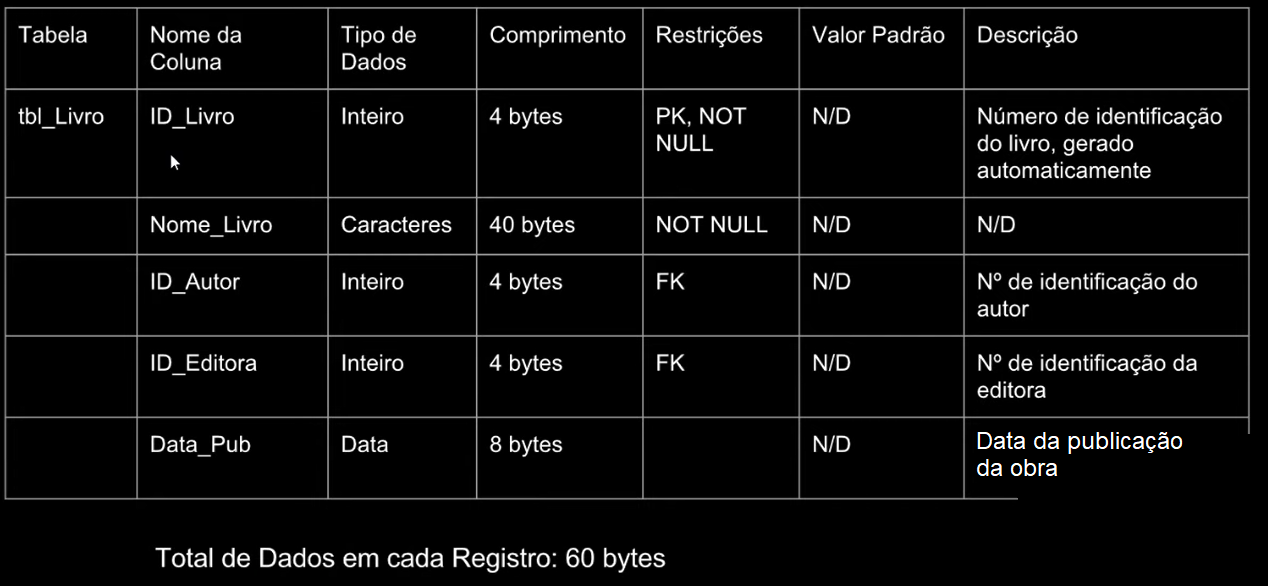 Tabela
Nome da
Coluna
Tipo de
Dados
Comprimento
Restrições
Valor Padrão
Descrição
tbl_Livro
ID_Livro
Inteiro
4 bytes
PK, NOT
NULL
N/D
Número de identificação
do livro, gerado
automaticamente
Nome_Livro
Caracteres
40 bytes
NOT NULL
N/D
N/D
ID_Autor
Inteiro
4 bytes
FK
N/D
Nº de identificação do
autor
ID_Editora
Inteiro
4 bytes
FK
N/D
Nº de identificação da
editora
Data_Pub
Data
8 bytes
N/D
Data da publicação
da obra
Total de Dados em cada Registro: 60 bytes